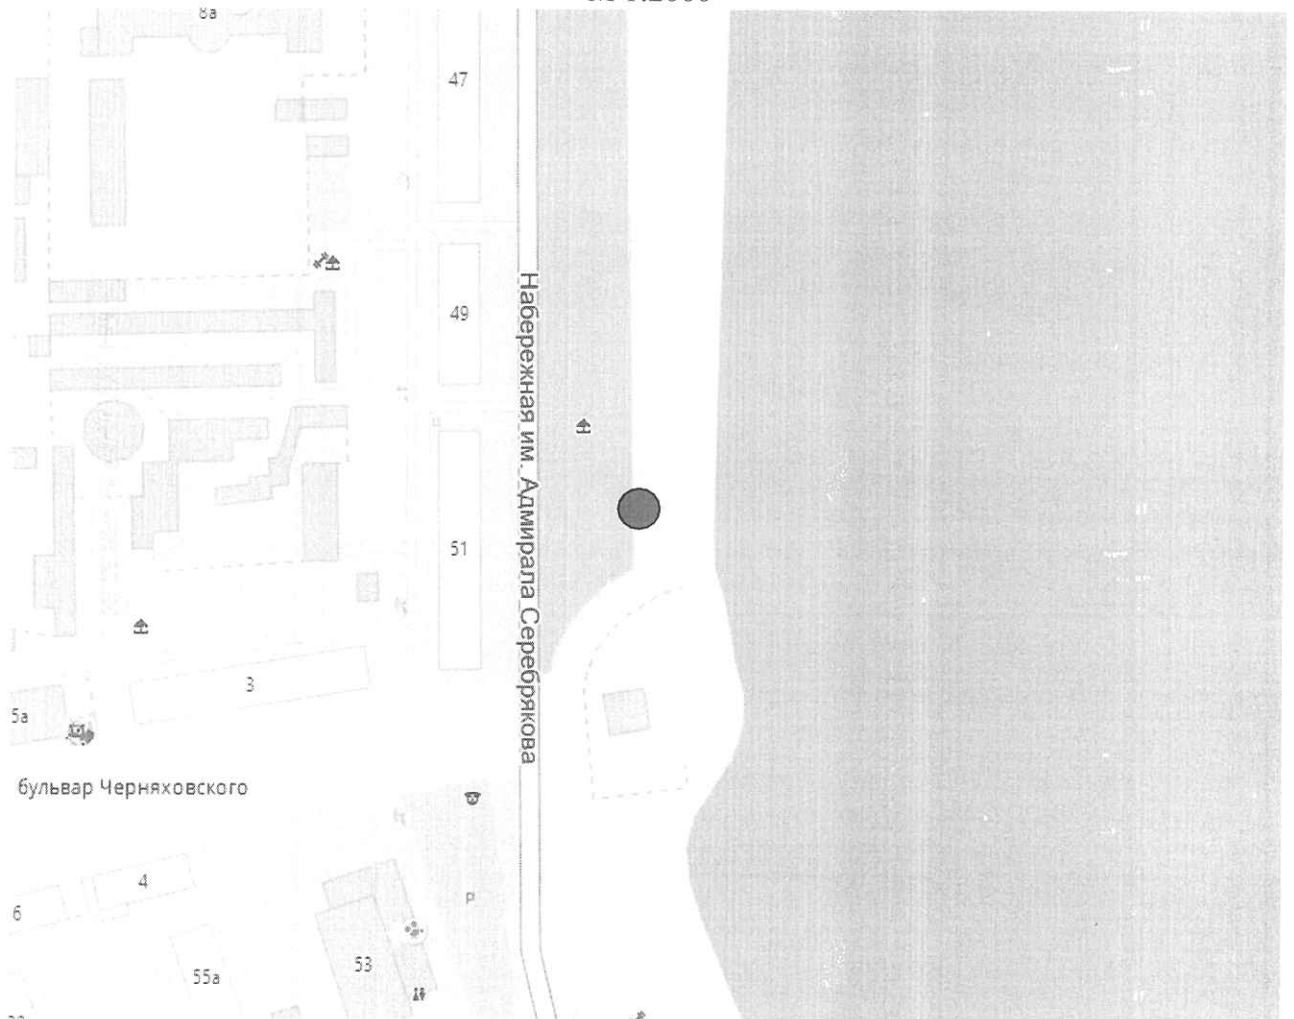 8а
47
49
Набережная им. Адмирала Серебрякова
51
3
5а
бульвар Черняховского
4
6
Р
53
55а